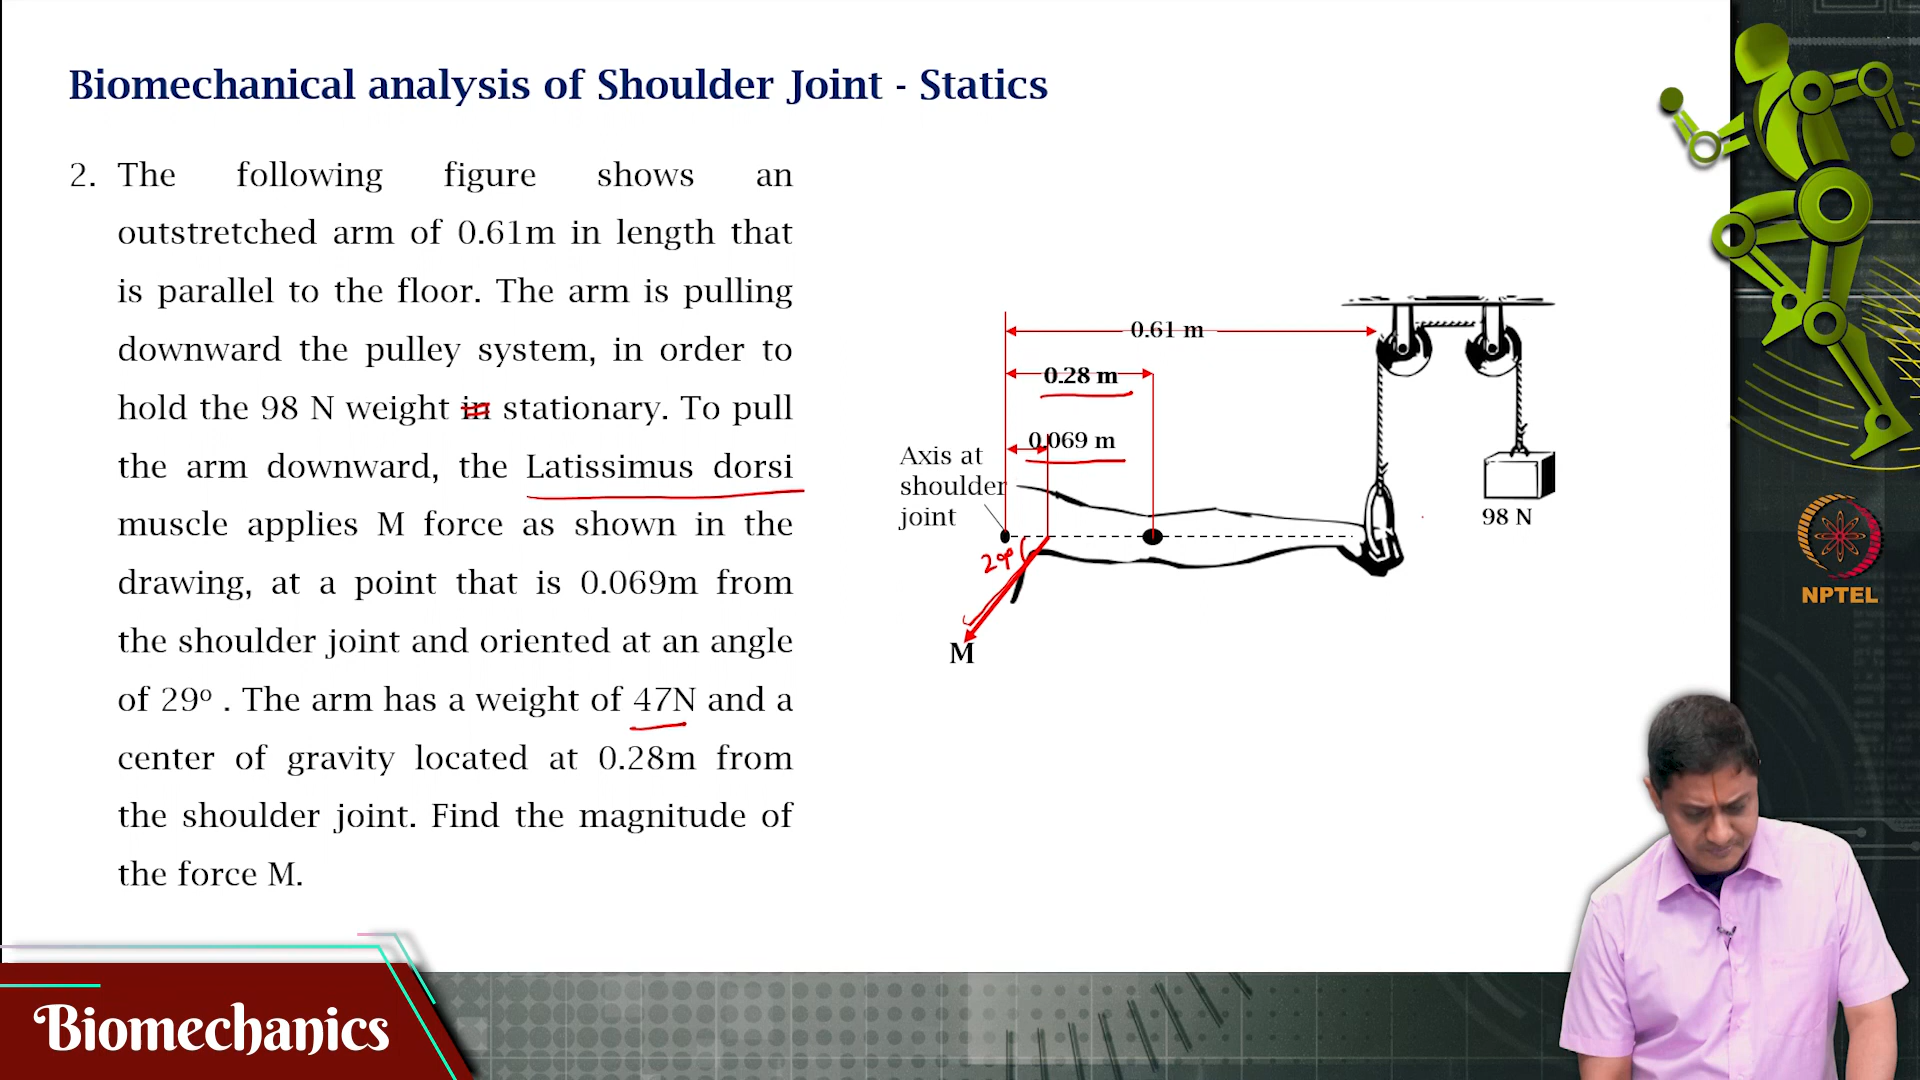 Biomechanical analysis of Shoulder Joint - Statics
2. The following figure shows an
outstretched arm of 0.61m in length that
is parallel to the floor. The arm is pulling
downward the pulley system, in order to
hold the 98 N weight in stationary. To pull
the arm downward, the Latissimus dorsi
muscle applies M force as shown in the
drawing, at a point that is 0.069m from
the shoulder joint and oriented at an angle
of 29º . The arm has a weight of 47N and a
center of gravity located at 0.28m from
the shoulder joint. Find the magnitude of
the force M.
0.61 m
0.28 m
0.069 m
Axis at
shoulder
joint
29º
M
98 N
NPTEL
Biomechanics